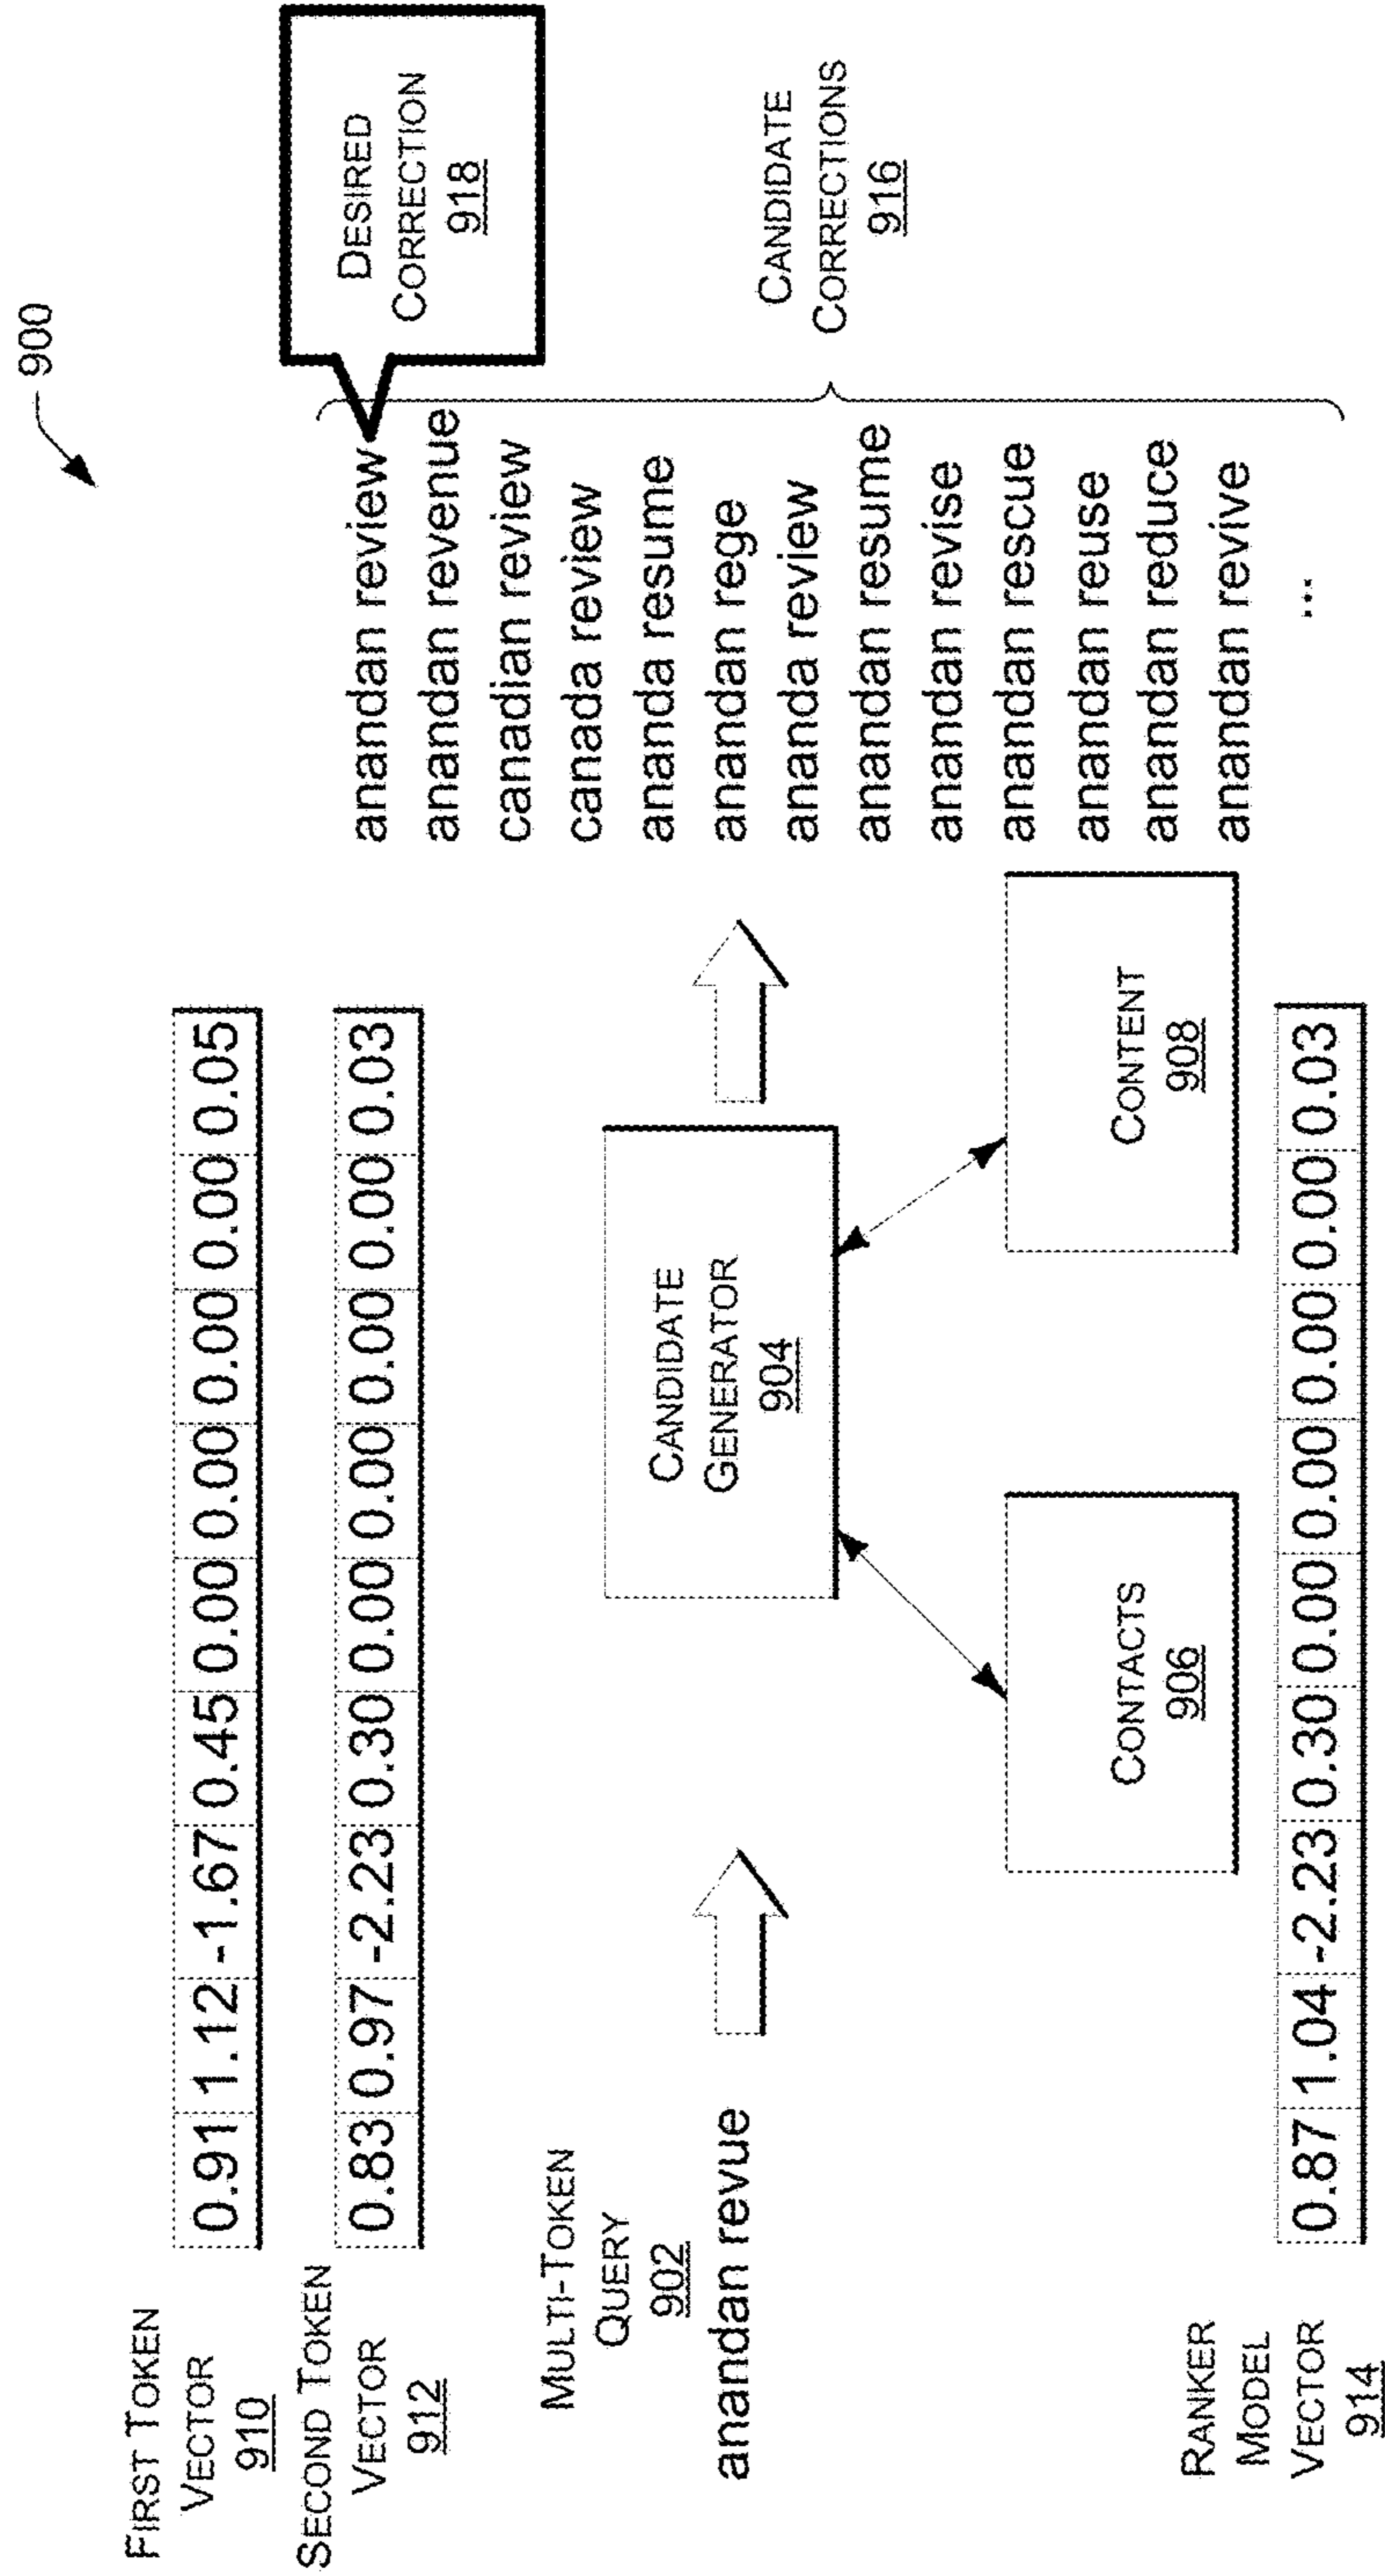 900
FIRST TOKEN
VECTOR
910
0.91 1.12 -1.67 0.45 0.00 0.00 0.00 0.00 0.05
SECOND TOKEN
VECTOR
912
0.83 0.97 -2.23 0.30 0.00 0.00 0.00 0.00 0.03
DESIRED
CORRECTION
918
MULTI-TOKEN
QUERY
902
anandan revue
CANDIDATE
GENERATOR
904
CONTACTS
906
CONTENT
908
anandan review
anandan revenue
canadian review
canada review
ananda resume
anandan rege
ananda review
anandan resume
anandan revise
anandan rescue
anandan reuse
anandan reduce
anandan revive
...
CANDIDATE
CORRECTIONS
916
RANKER
MODEL
VECTOR
914
0.87 1.04 -2.23 0.30 0.00 0.00 0.00 0.00 0.03